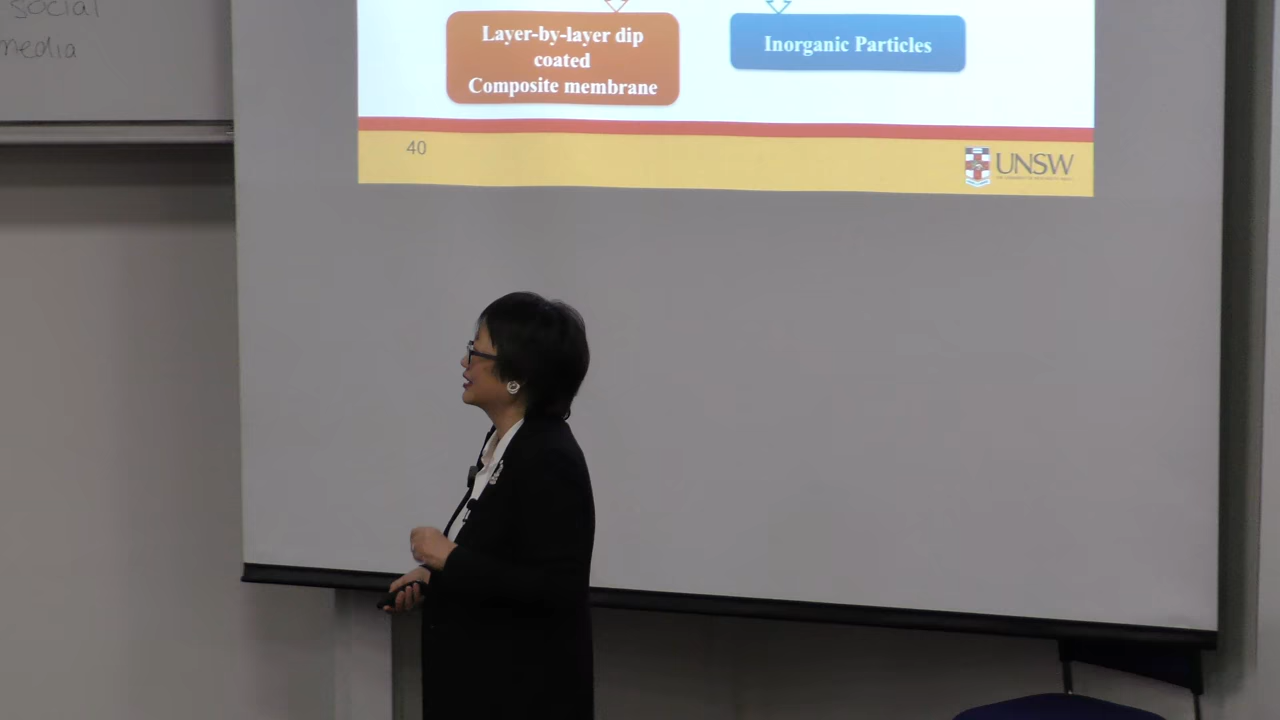 social
media
Layer-by-layer dip
coated
Composite membrane
Inorganic Particles
40
UNSW